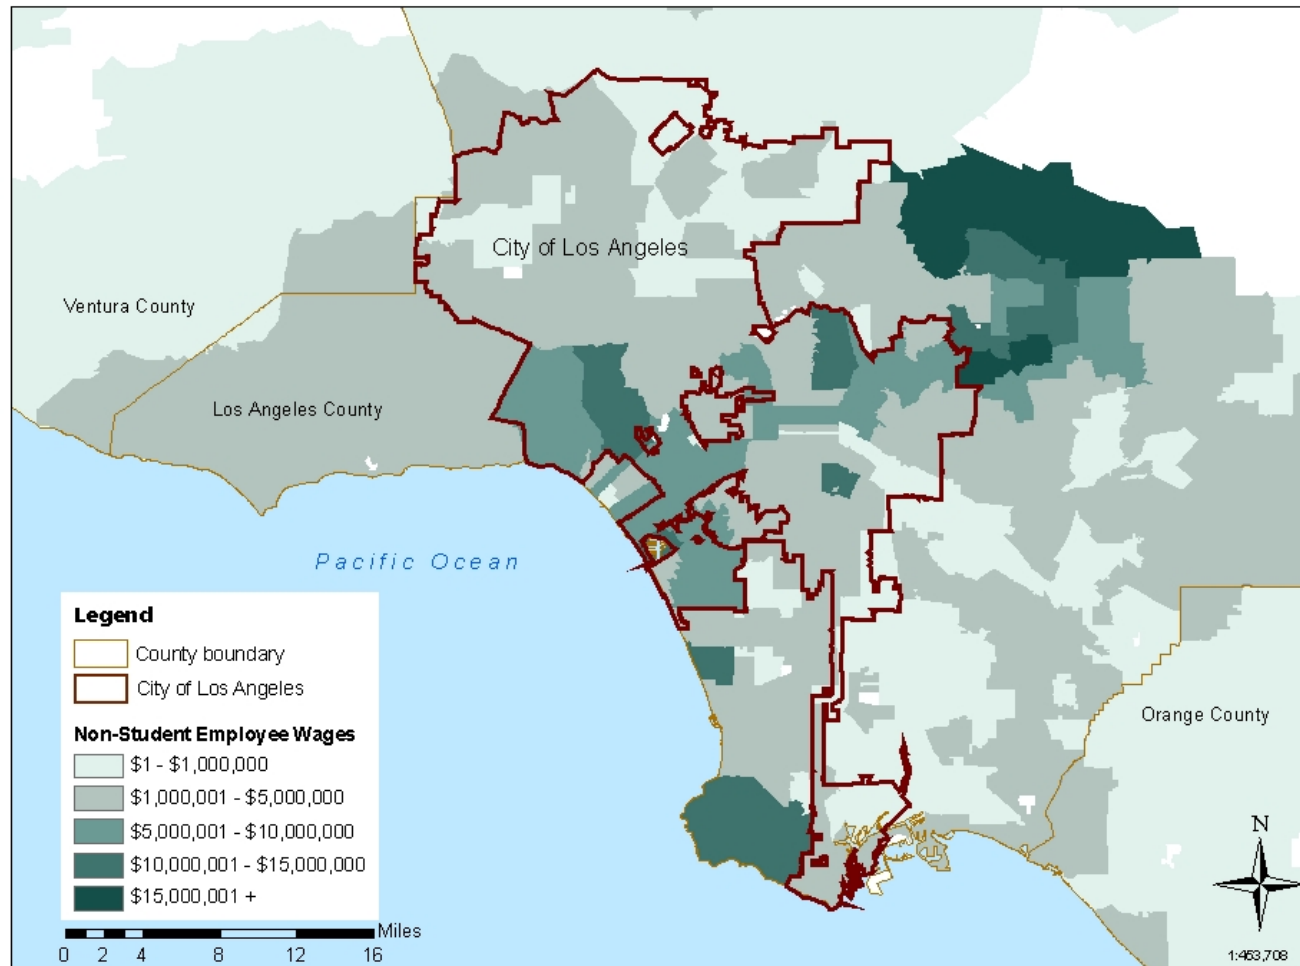 City of Los Angeles
Ventura County
Los Angeles County
Pacific Ocean
Orange County
Legend
County boundary
City of Los Angeles
Non-Student Employee Wages
$1 - $1,000,000
$1,000,001 - $5,000,000
$5,000,001 - $10,000,000
$10,000,001 - $15,000,000
$15,000,001 +
Miles
0 2 4 8 12 16
N
1:453,708